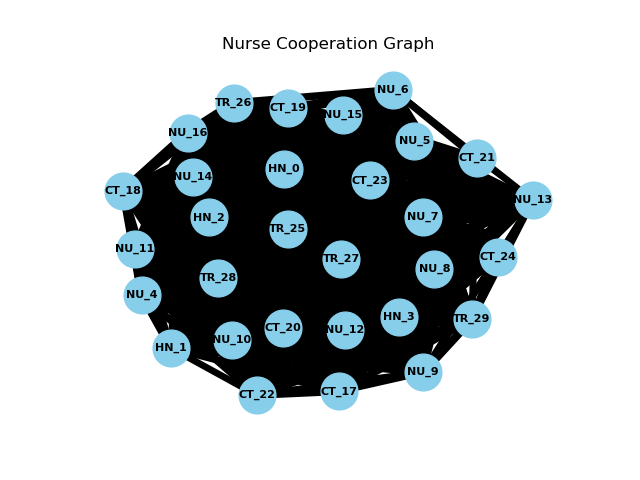 Nurse Cooperation Graph
NU_6
TR_26
CT_19
NU_15
NU_16
NU_5
CT_21
HN_0
NU_14
CT_23
CT_18
NU_13
HN_2
NU_7
TR_25
NU_11
CT_24
TR_27
NU_8
TR_28
NU_4
HN_3
TR_29
CT_20
NU_12
NU_10
HN_1
NU_9
CT_17
CT_22